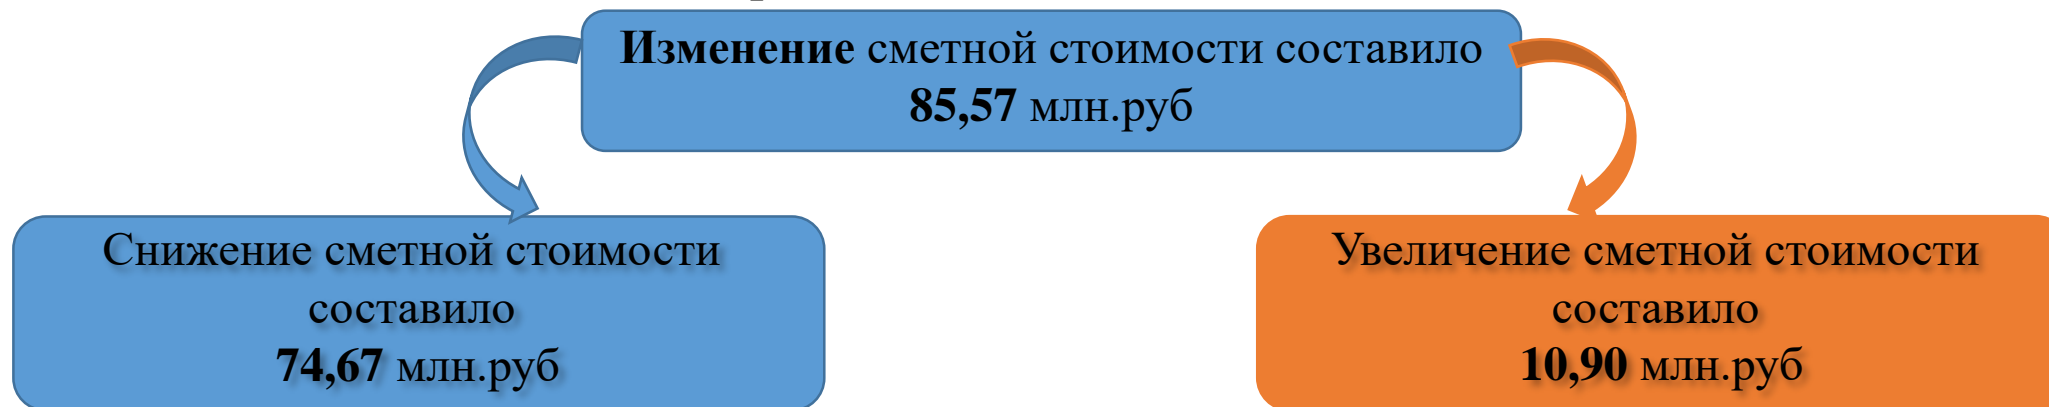 Изменение сметной стоимости составило
85,57 млн.руб
Снижение сметной стоимости
составило
74,67 млн.руб
Увеличение сметной стоимости
составило
10,90 млн.руб